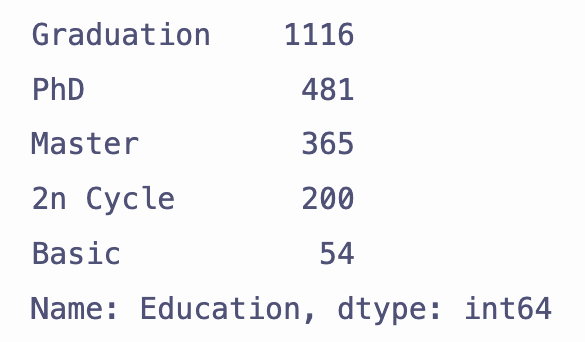 Graduation    1116
PhD            481
Master         365
2n Cycle       200
Basic           54
Name: Education, dtype: int64